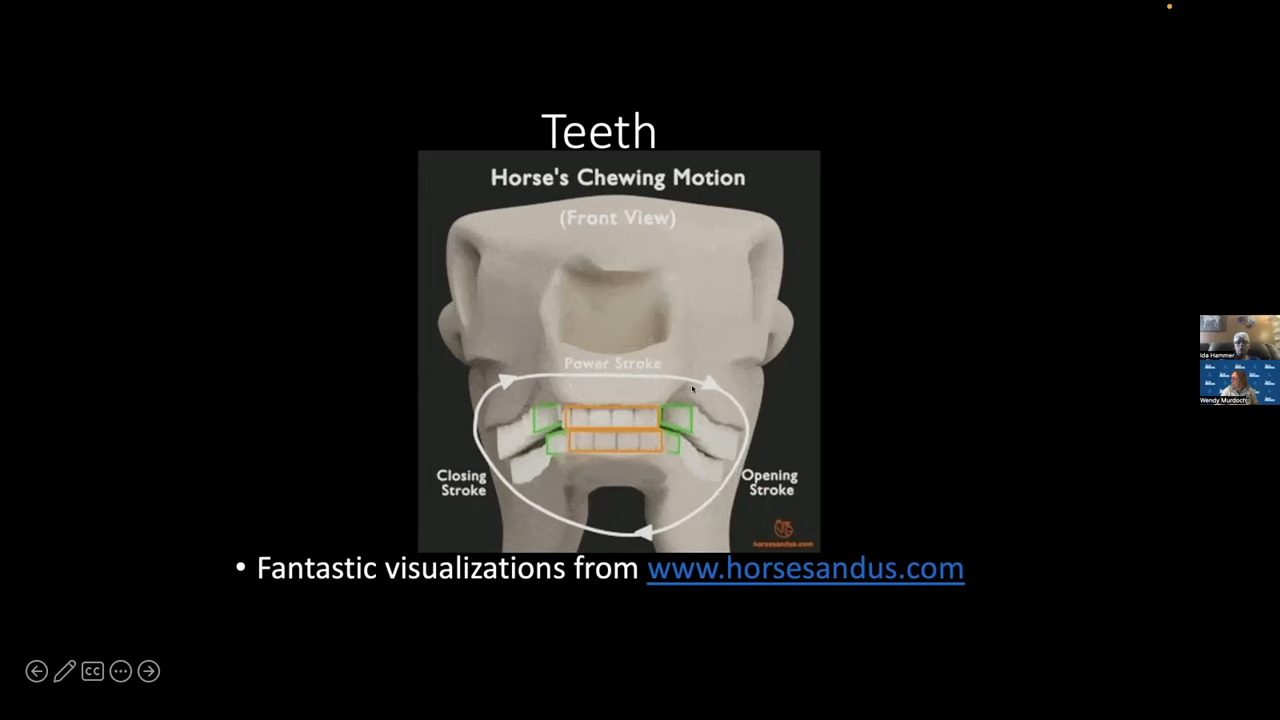 Teeth
Horse's Chewing Motion
(Front View)
Power Stroke
Closing
Stroke
Opening
Stroke
horsesandus.com
• Fantastic visualizations from www.horsesandus.com
CC
Ida Hammer
Wendy Murdoch